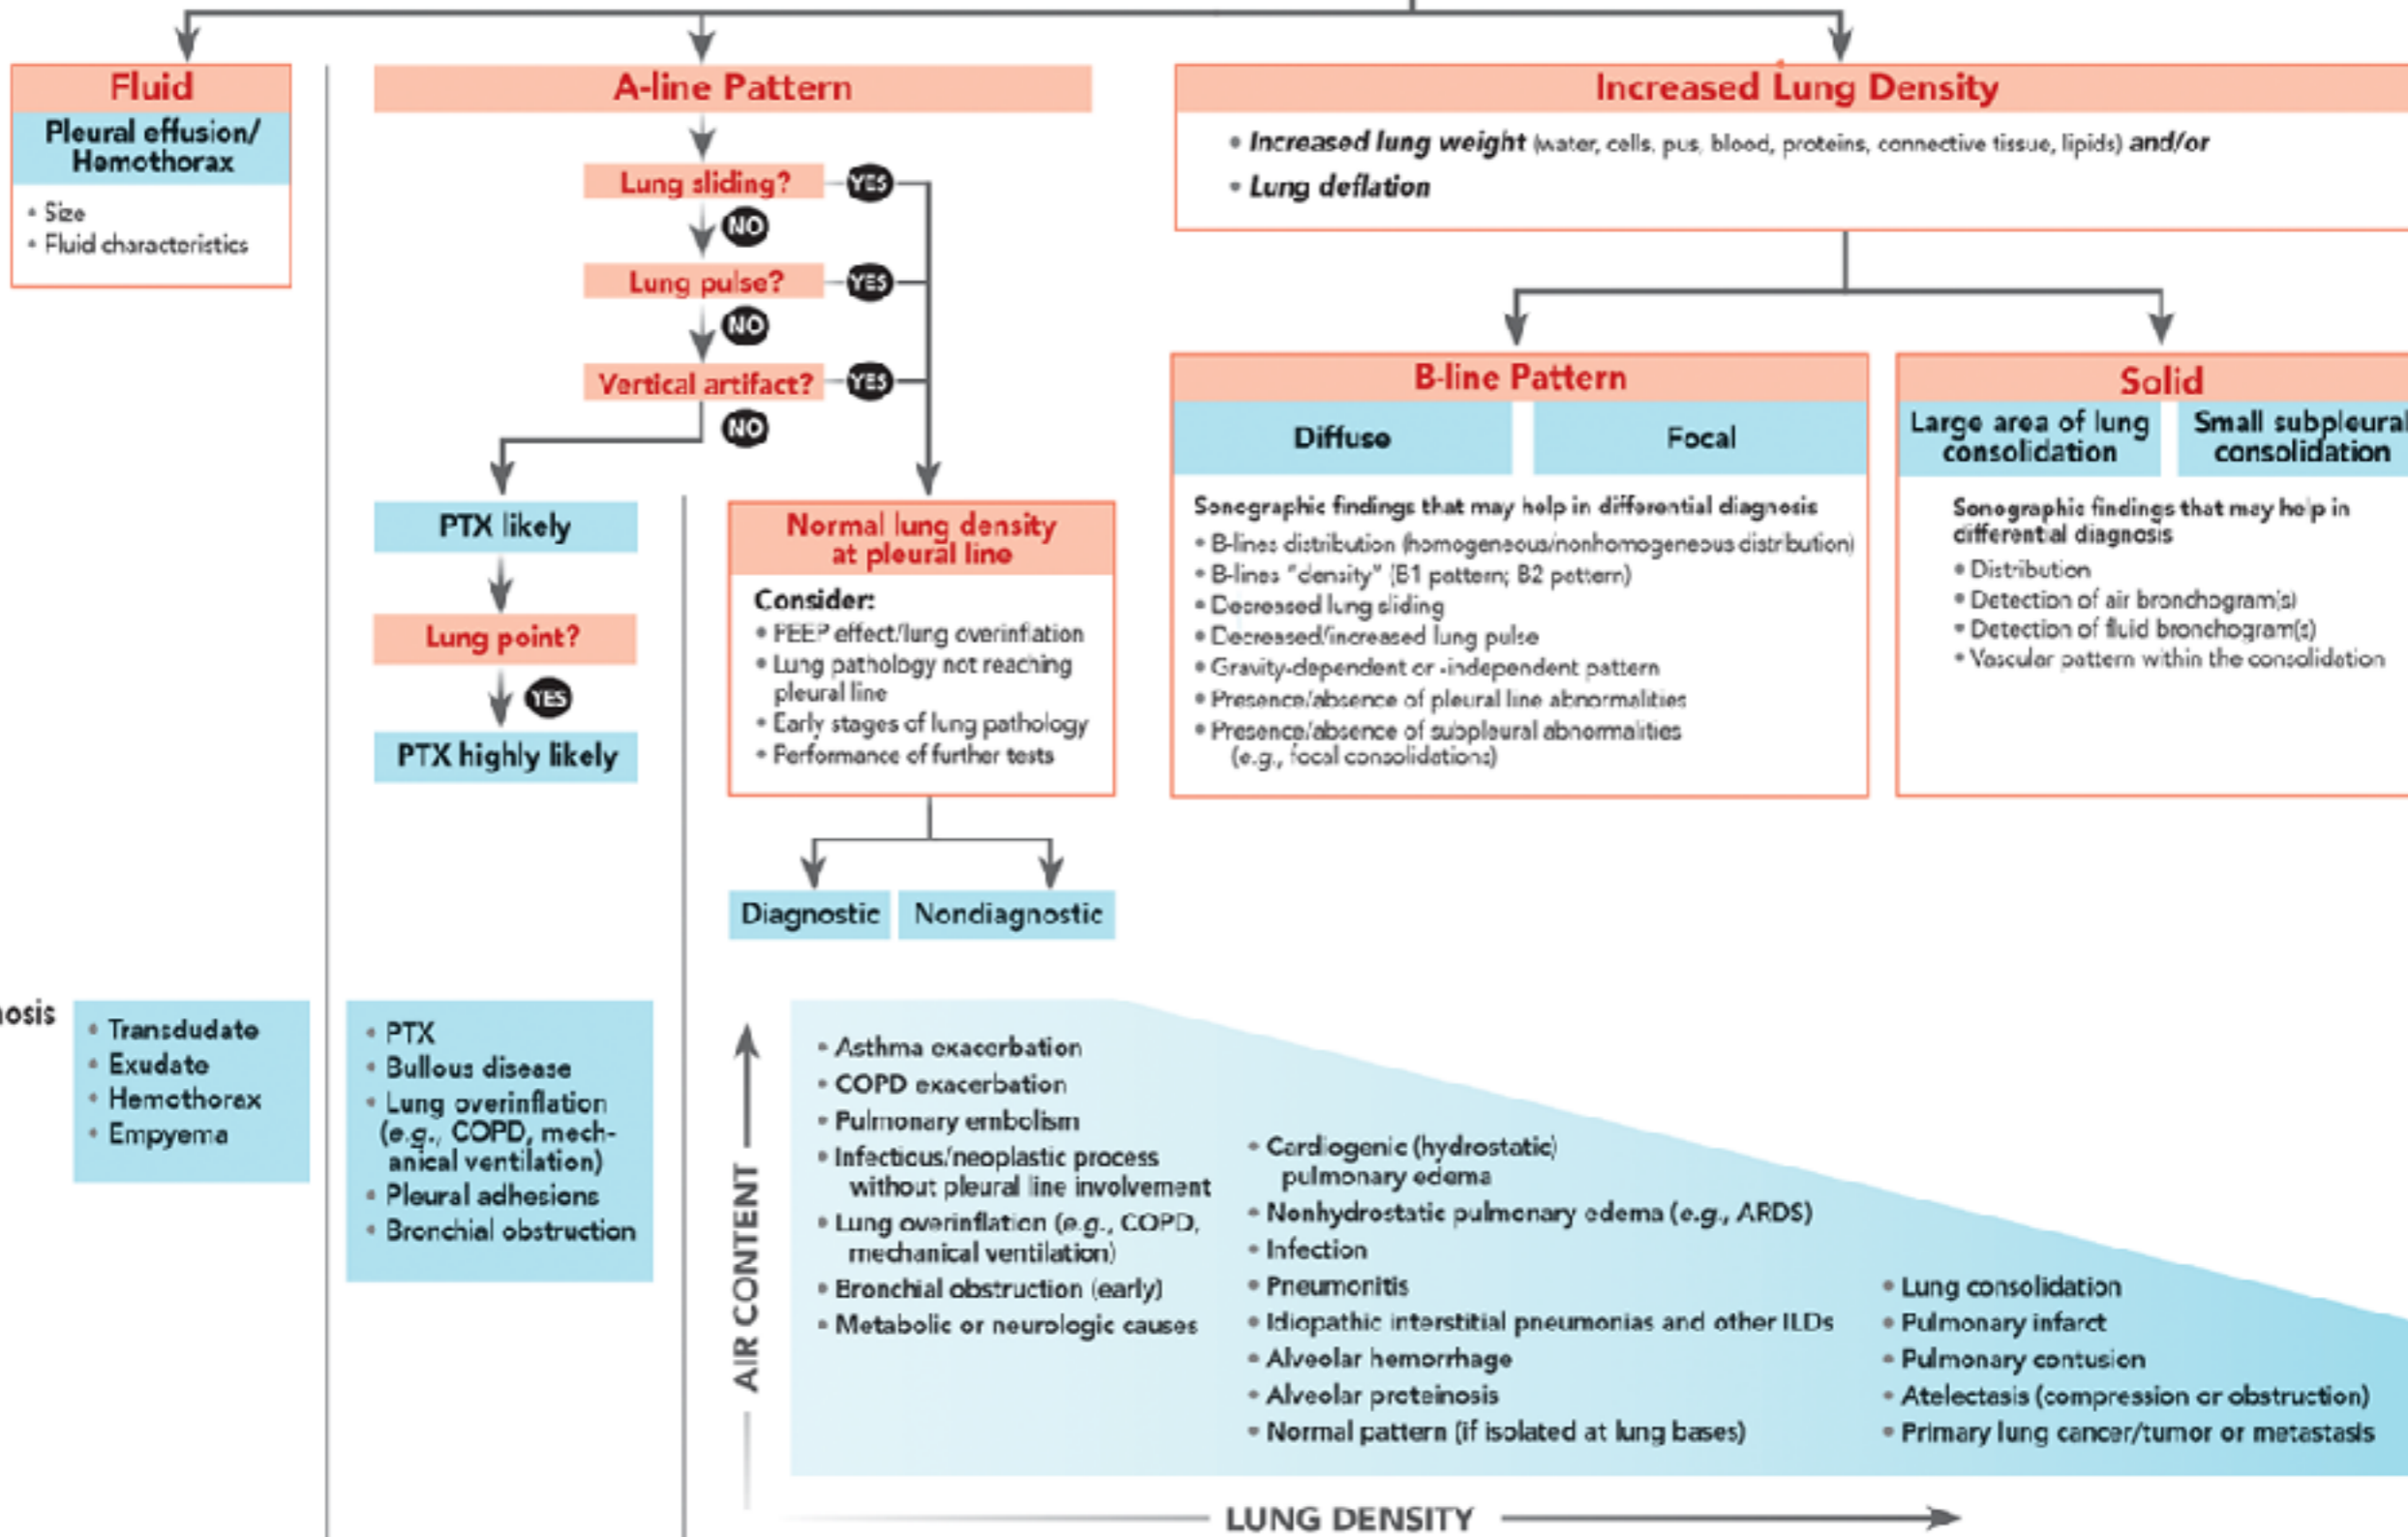 Fluid
Pleural effusion/
Hemothorax
• Size
• Fluid characteristics
A-line Pattern
Lung sliding?
YES
NO
Lung pulse?
YES
NO
Vertical artifact?
YES
NO
PTX likely
Lung point?
YES
PTX highly likely
Normal lung density
at pleural line
Consider:
• PEEP effect/lung overinflation
• Lung pathology not reaching
pleural line
• Early stages of lung pathology
• Performance of further tests
Diagnostic
Nondiagnostic
Increased Lung Density
• Increased lung weight (water, cells, pus, blood, proteins, connective tissue, lipids) and/or
• Lung deflation
B-line Pattern
Diffuse
Focal
Sonographic findings that may help in differential diagnosis
• B-lines distribution (homogeneous/nonhomogeneous distribution)
• B-lines "density" (B1 pattern; B2 pattern)
• Decreased lung sliding
• Decreased/increased lung pulse
• Gravity-dependent or -independent pattern
• Presence/absence of pleural line abnormalities
• Presence/absence of subpleural abnormalities
(e.g., focal consolidations)
Solid
Large area of lung
consolidation
Small subpleural
consolidation
Sonographic findings that may help in
differential diagnosis
• Distribution
• Detection of air bronchogram(s)
• Detection of fluid bronchogram(s)
• Vascular pattern within the consolidation
nosis
• Transdudate
• Exudate
• Hemothorax
• Empyema
• PTX
• Bullous disease
• Lung overinflation
(e.g., COPD, mech-
anical ventilation)
• Pleural adhesions
• Bronchial obstruction
AIR CONTENT
• Asthma exacerbation
• COPD exacerbation
• Pulmonary embolism
• Infectious/neoplastic process
without pleural line involvement
• Lung overinflation (e.g., COPD,
mechanical ventilation)
• Bronchial obstruction (early)
• Metabolic or neurologic causes
• Cardiogenic (hydrostatic)
pulmonary edema
• Nonhydrostatic pulmonary edema (e.g., ARDS)
• Infection
• Pneumonitis
• Idiopathic interstitial pneumonias and other ILDs
• Alveolar hemorrhage
• Alveolar proteinosis
• Normal pattern (if isolated at lung bases)
• Lung consolidation
• Pulmonary infarct
• Pulmonary contusion
• Atelectasis (compression or obstruction)
• Primary lung cancer/tumor or metastasis
LUNG DENSITY